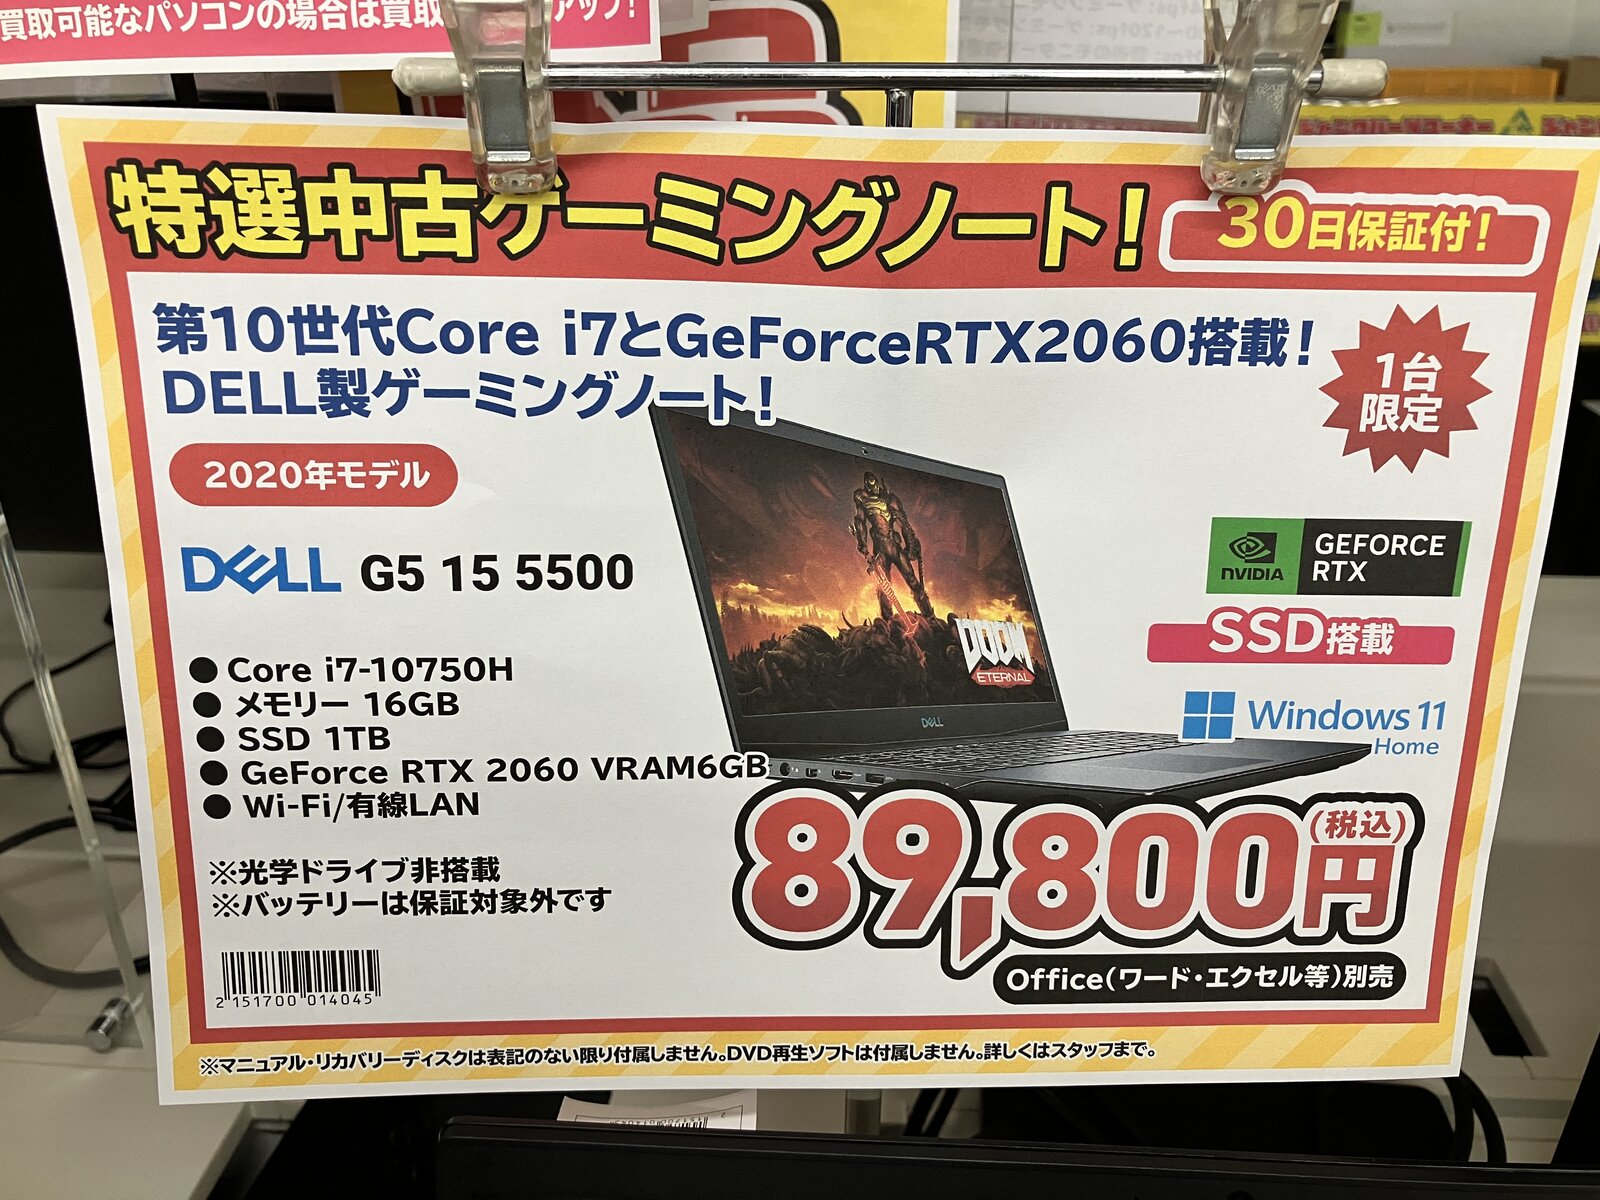 買取可能なパソコンの場合は買取
アップ!
特選中古ゲーミングノート!
30日保証付!
第10世代Core i7とGeForceRTX2060搭載!
DELL製ゲーミングノート!
1台
限定
2020年モデル
DELL G5 15 5500
NVIDIA
GEFORCE
RTX
SSD搭載
Windows 11
Home
DOOM
ETERNAL
DELL
● Core i7-10750H
● メモリー 16GB
● SSD 1TB
● GeForce RTX 2060 VRAM6GB
● Wi-Fi/有線LAN
※光学ドライブ非搭載
※バッテリーは保証対象外です
89,800円(税込)
Office(ワード・エクセル等)別売
2 151700 014045
※マニュアル・リカバリーディスクは表記のない限り付属しません。DVD再生ソフトは付属しません。詳しくはスタッフまで。